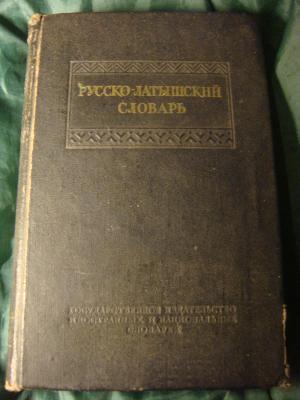 РУССКО-ЛАТЫШСКИЙ
СЛОВАРЬ
ГОСУДАРСТВЕННОЕ ИЗДАТЕЛЬСТВО
ИНОСТРАННЫХ И НАЦИОНАЛЬНЫХ
СЛОВАРЕЙ